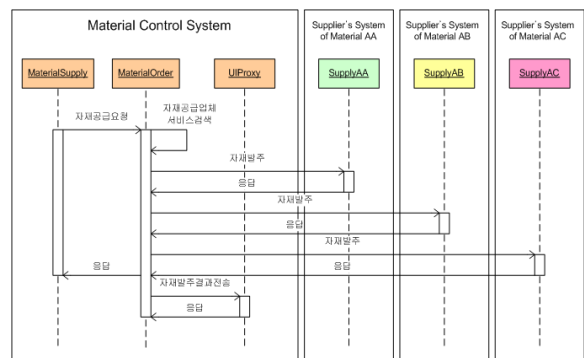 Material Control System
Supplier's System
of Material AA
Supplier's System
of Material AB
Supplier's System
of Material AC
MaterialSupply
MaterialOrder
UIProxy
SupplyAA
SupplyAB
SupplyAC
자재공급요청
자재공급업체
서비스검색
자재발주
응답
자재발주
응답
자재발주
응답
응답
자재발주결과전송
응답